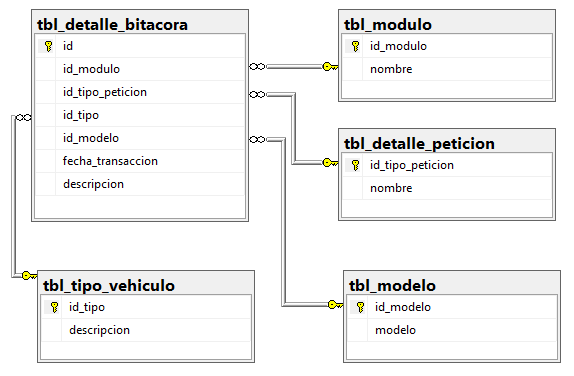 tbl_detalle_bitacora
id
id_modulo
id_tipo_peticion
id_tipo
id_modelo
fecha_transaccion
descripcion
tbl_modulo
id_modulo
nombre
tbl_detalle_peticion
id_tipo_peticion
nombre
tbl_tipo_vehiculo
id_tipo
descripcion
tbl_modelo
id_modelo
modelo